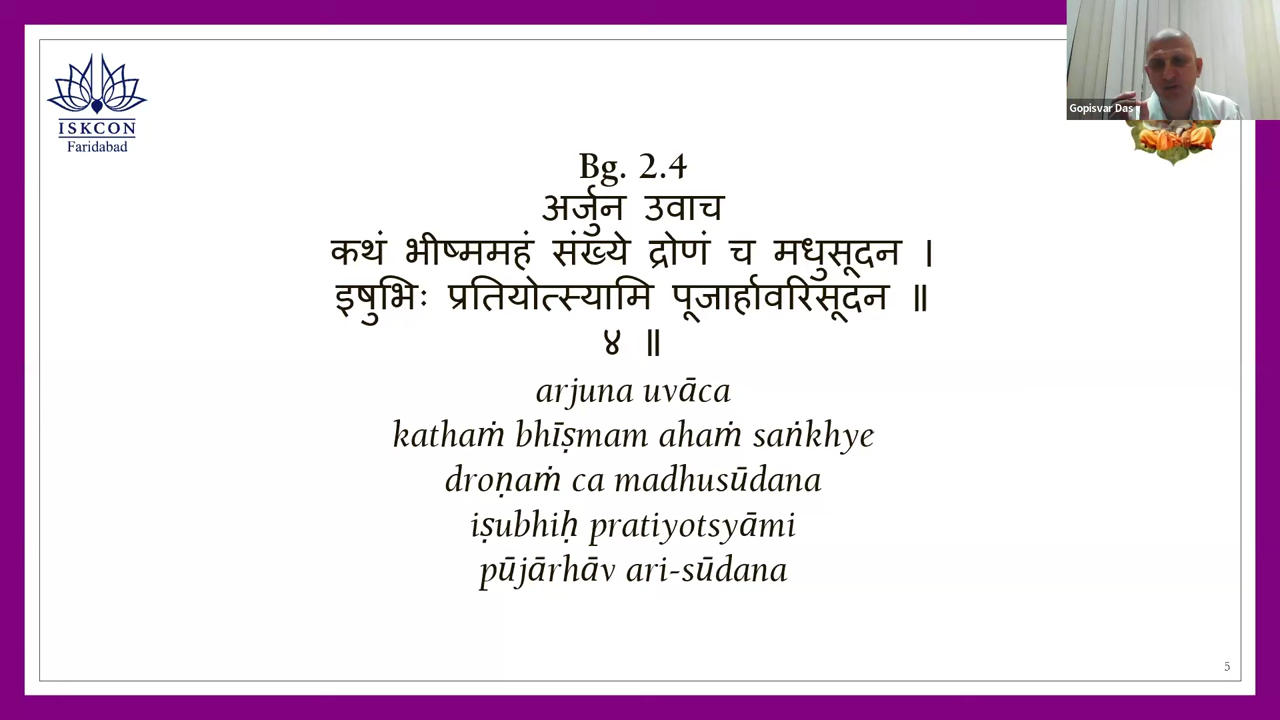 ISKCON
Faridabad
Gopisvar Das
Bg. 2.4
अर्जुन उवाच
कथं भीष्ममहं संख्ये द्रोणं च मधुसूदन ।
इषुभिः प्रतियोत्स्यामि पूजार्हावरिसूदन ॥
४ ॥
arjuna uvāca
kathaṁ bhīṣmam ahaṁ saṅkhye
droṇaṁ ca madhusūdana
iṣubhiḥ pratiyotsyāmi
pūjārhāv ari-sūdana
5